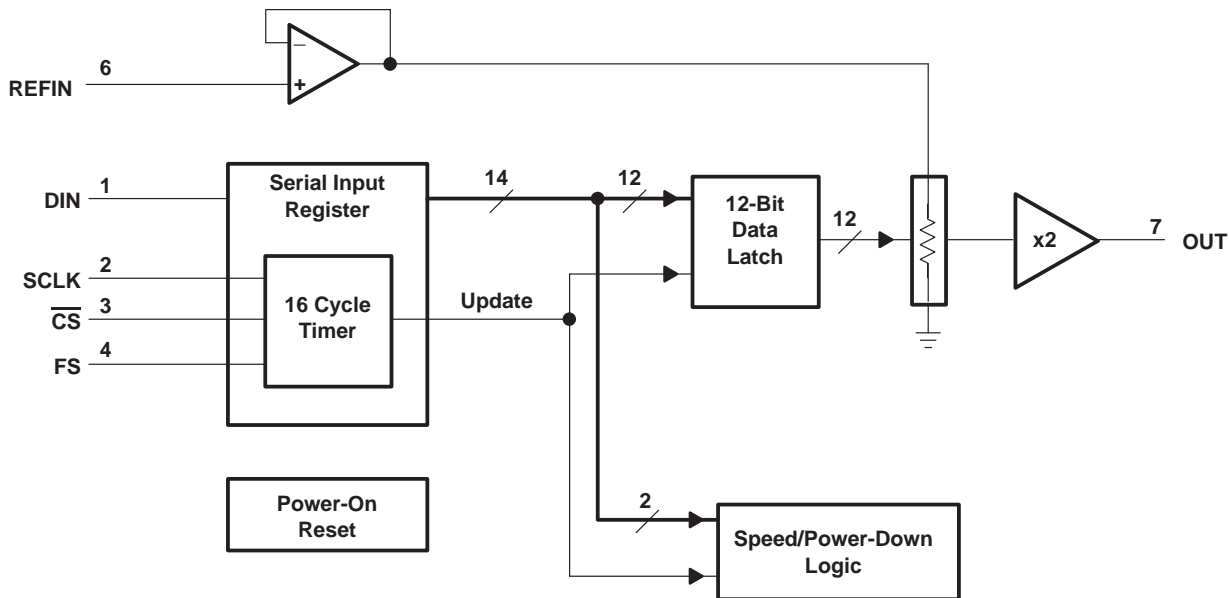 _
+
6
REFIN
Serial Input
Register
1
DIN
14
12
12-Bit
Data
Latch
12
x2
7
OUT
2
SCLK
16 Cycle
Timer
Update
3
C̅S̅
4
FS
Power-On
Reset
2
Speed/Power-Down
Logic